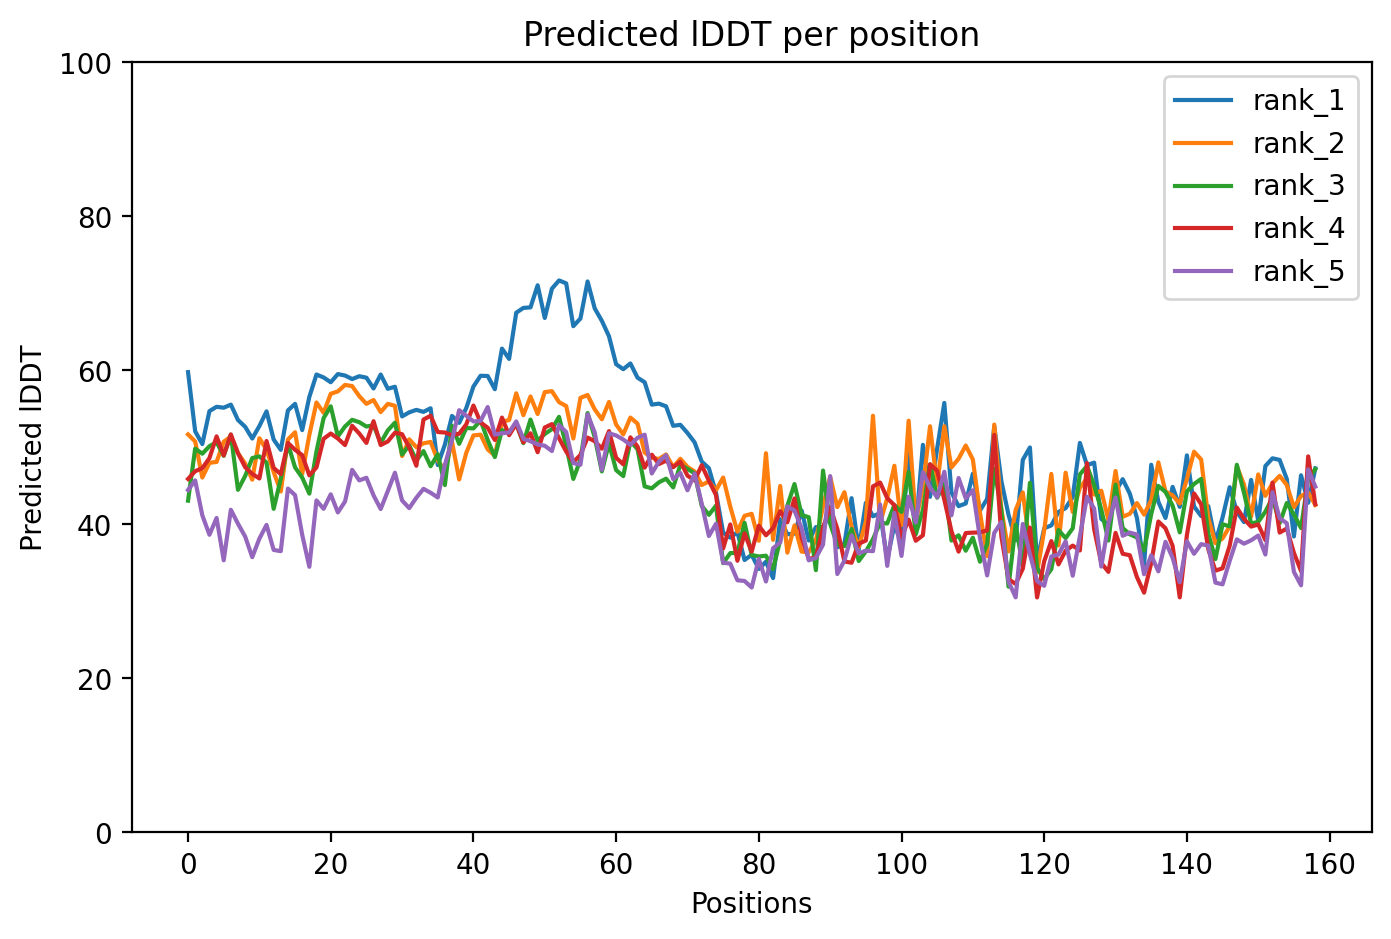 Predicted lDDT per position
Predicted lDDT
100
80
60
40
20
0
rank_1
rank_2
rank_3
rank_4
rank_5
0 20 40 60 80 100 120 140 160
Positions